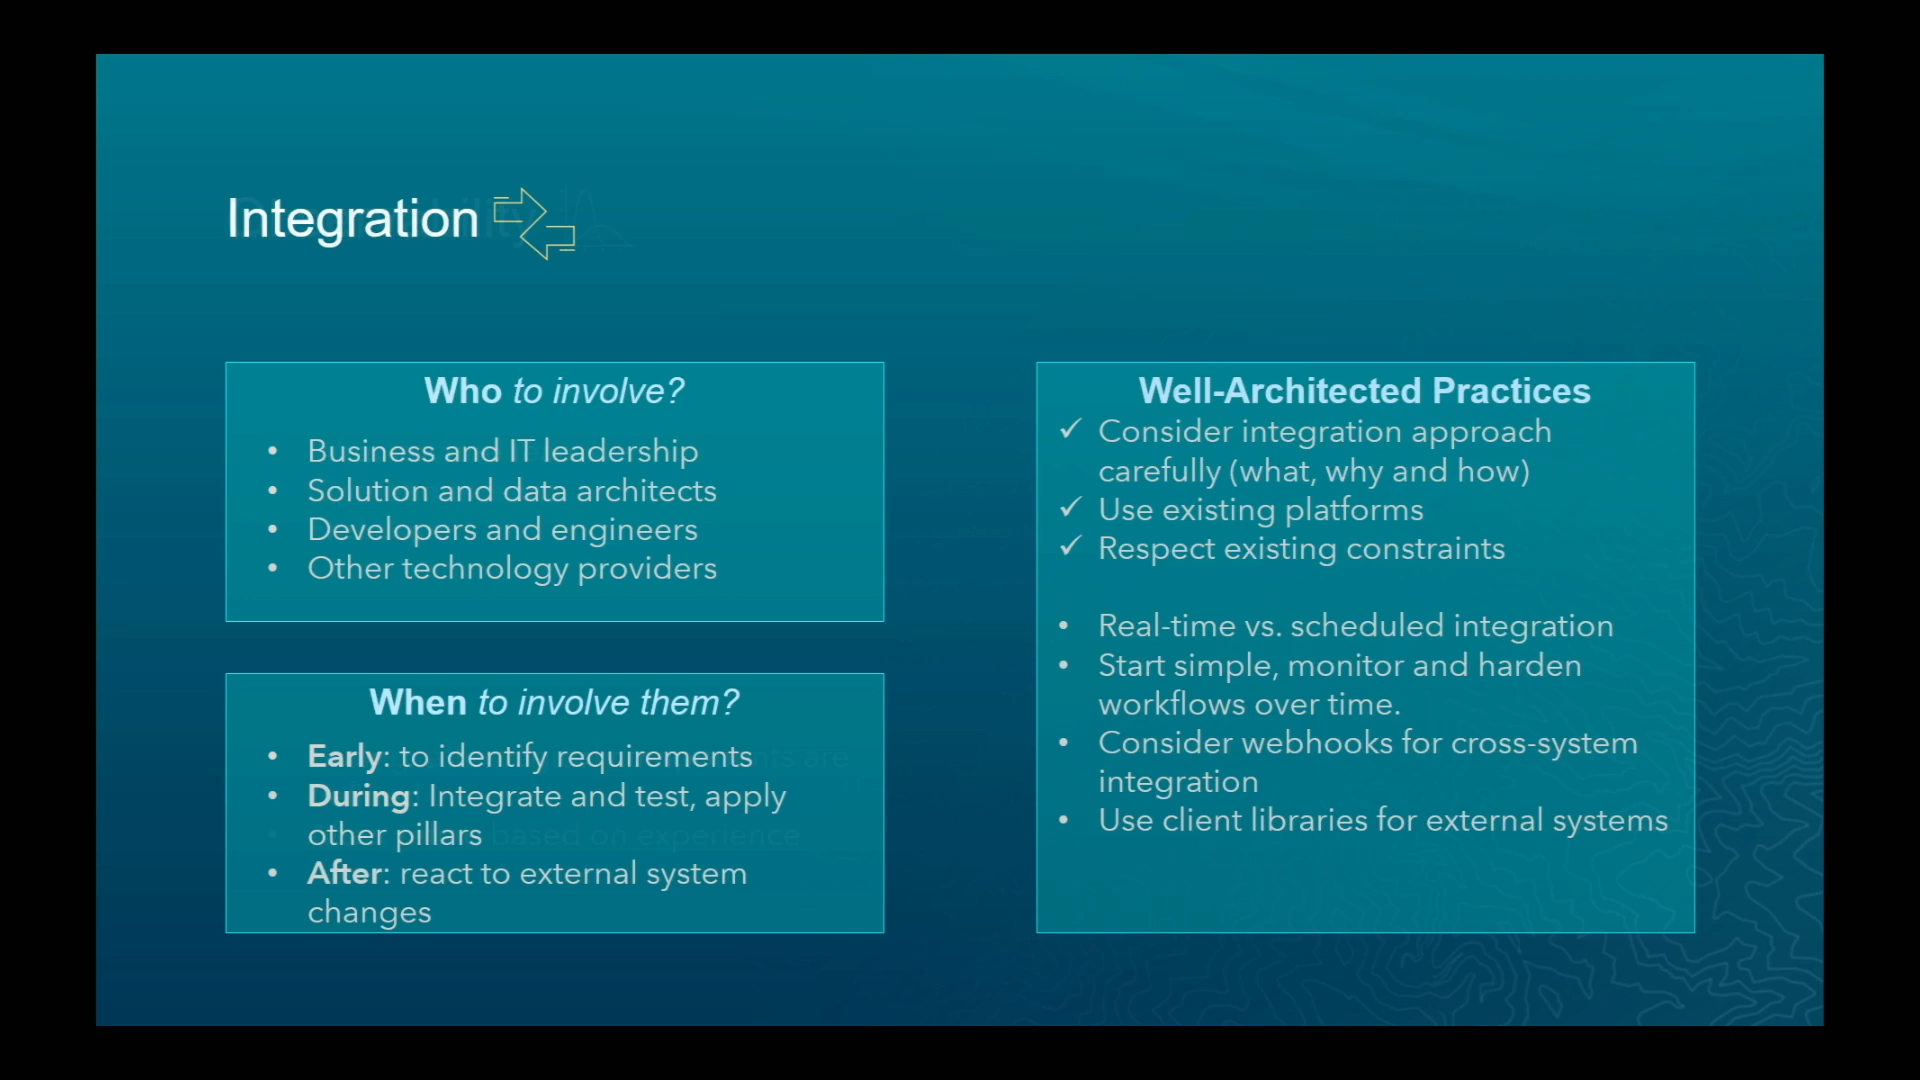 Integration
Who to involve?
• Business and IT leadership
• Solution and data architects
• Developers and engineers
• Other technology providers
When to involve them?
• Early: to identify requirements
• During: Integrate and test, apply
other pillars
• After: react to external system
changes
Well-Architected Practices
✓ Consider integration approach
carefully (what, why and how)
✓ Use existing platforms
✓ Respect existing constraints
• Real-time vs. scheduled integration
• Start simple, monitor and harden
workflows over time.
• Consider webhooks for cross-system
integration
• Use client libraries for external systems